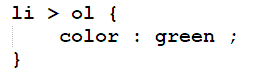 li > ol {
    color : green ;
}